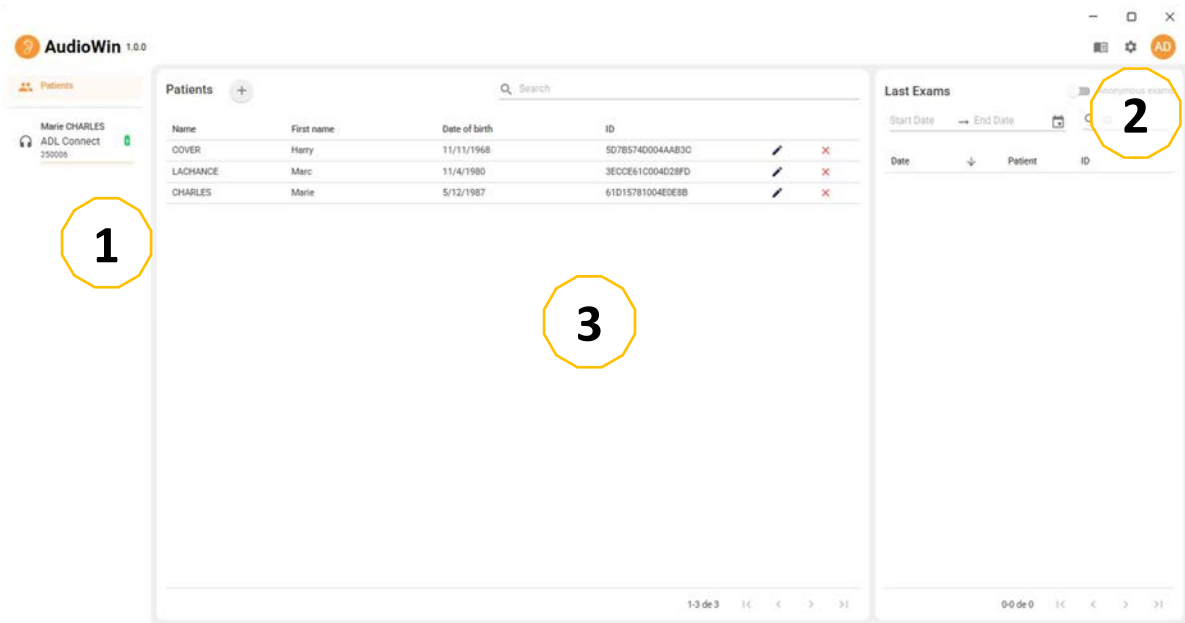 AudioWin 1.0.0
AD
Patients
Marie CHARLES
ADL Connect
250006
1
Patients
Search
Name First name Date of birth ID
COVER Harry 11/11/1968 5D7B574D004AAB3C
LACHANCE Marc 11/4/1980 3ECCE61C004D28FD
CHARLES Marie 5/12/1987 61D15781004E0E8B
3
1-3 de 3
Last Exams
Anonymous exams
Start Date → End Date
ID
2
Date Patient ID
0-0 de 0